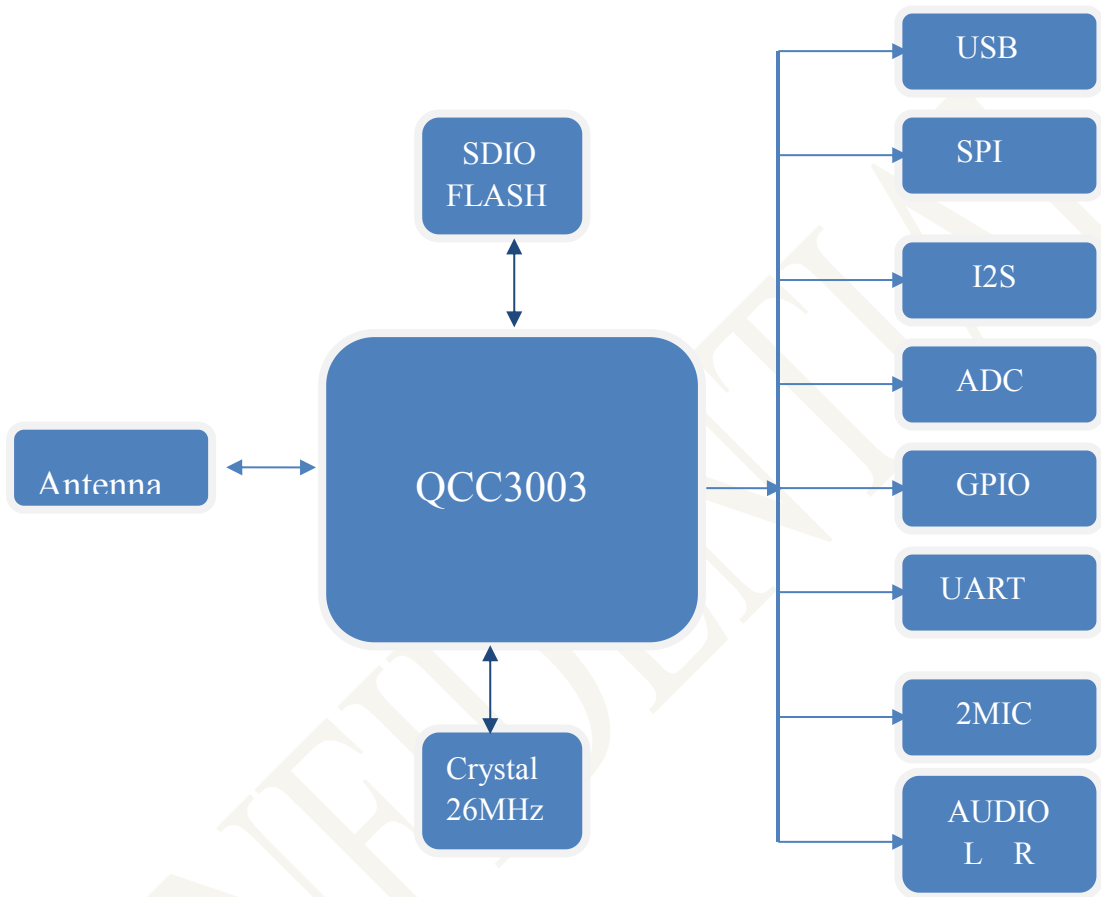 USB
SDIO
FLASH
SPI
I2S
ADC
Antenna
QCC3003
GPIO
UART
2MIC
Crystal
26MHz
AUDIO
L R